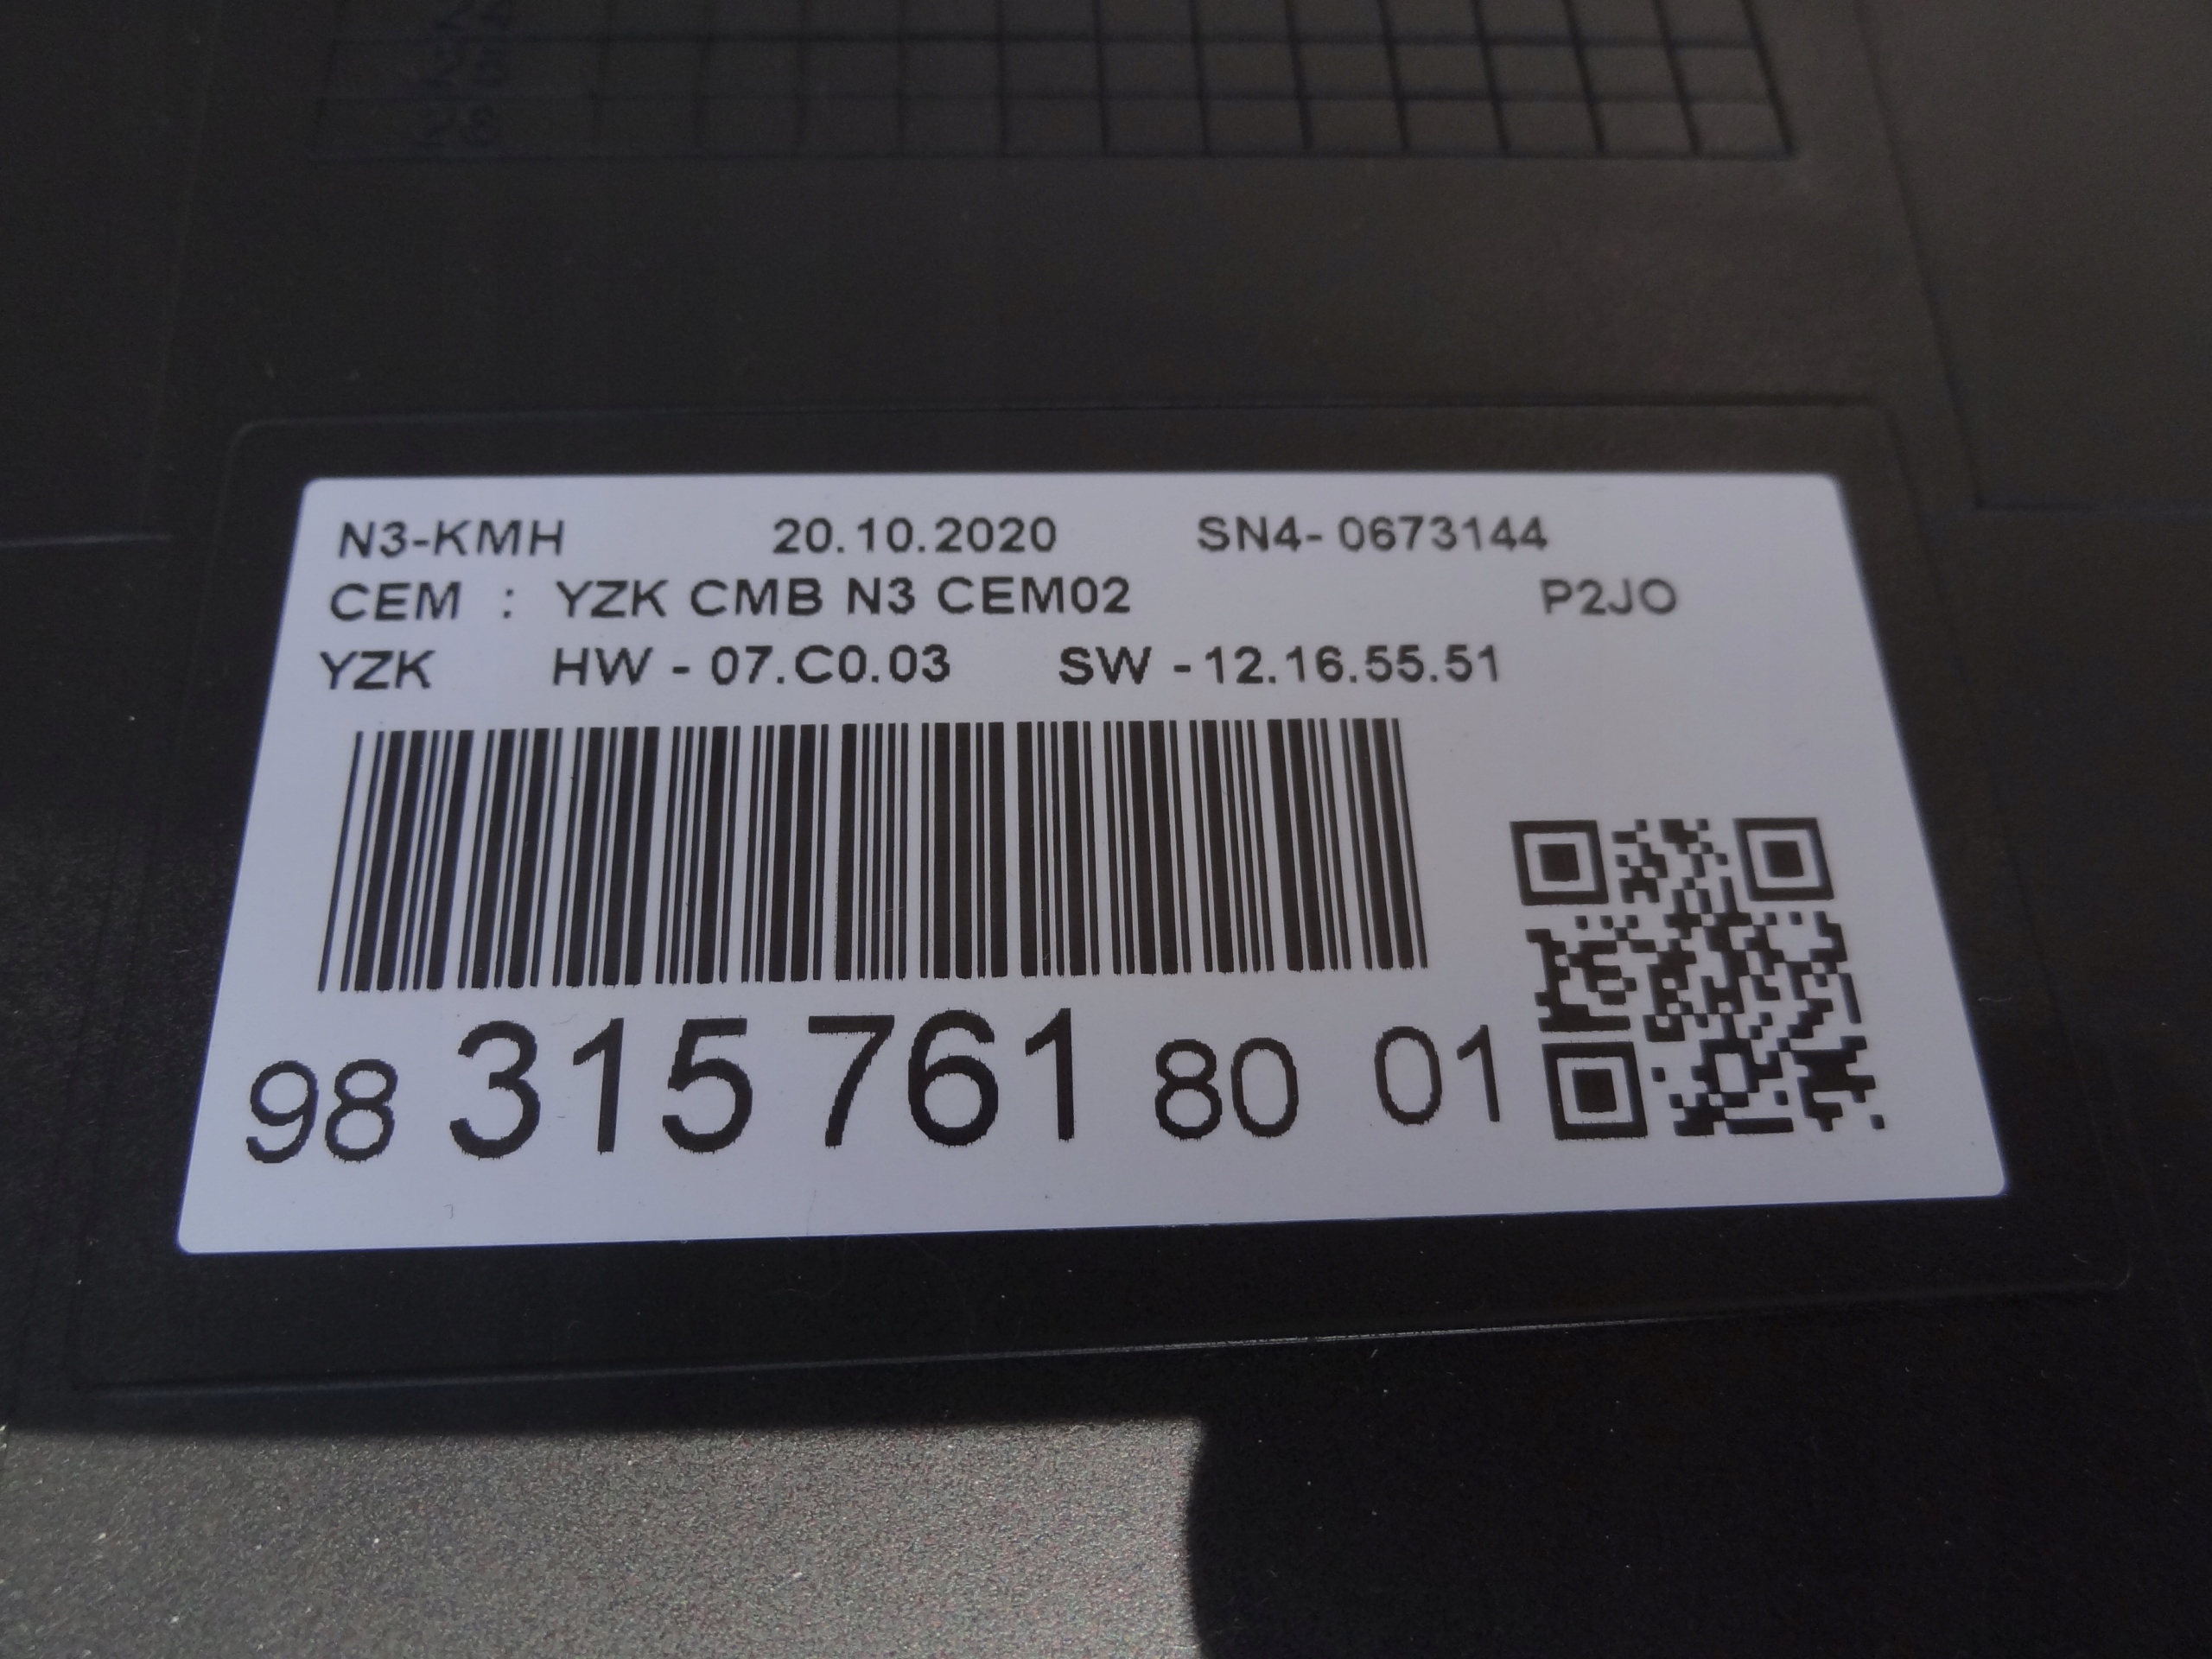 N3-KMH 20.10.2020 SN4- 0673144
CEM : YZK CMB N3 CEM02 P2JO
YZK HW - 07.C0.03 SW -12.16.55.51
98 315 761 80 01